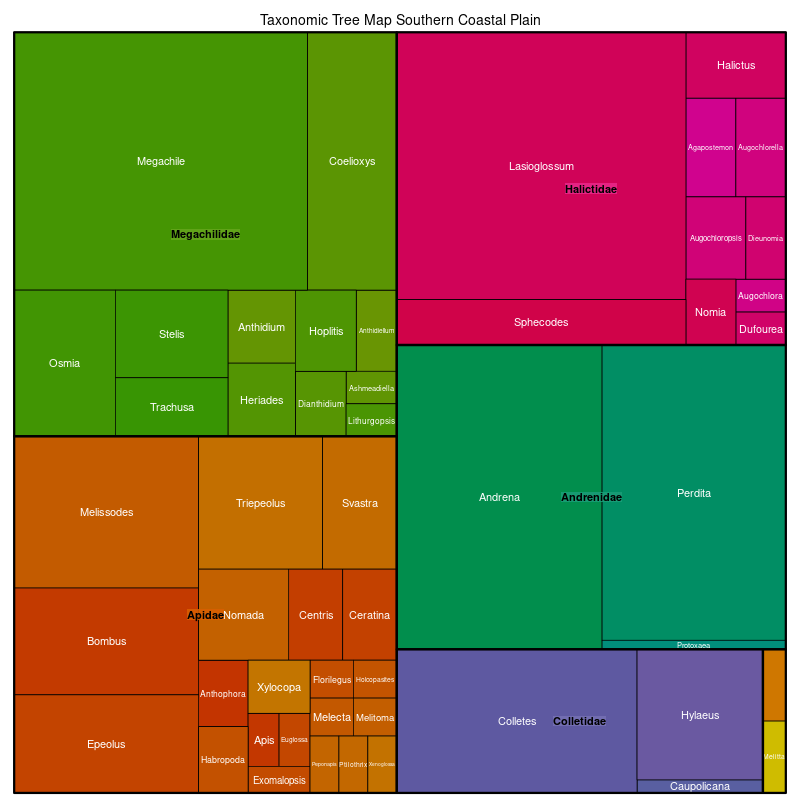 Taxonomic Tree Map Southern Coastal Plain
Megachile
Coelioxys
Megachilidae
Osmia
Stelis
Trachusa
Anthidium
Heriades
Hoplitis
Anthidiellum
Dianthidium
Ashmeadiella
Lithurgopsis
Lasioglossum
Halictidae
Sphecodes
Halictus
Agapostemon
Augochlorella
Augochloropsis
Dieunomia
Nomia
Augochlora
Dufourea
Melissodes
Triepeolus
Svastra
Bombus
Apidae
Nomada
Centris
Ceratina
Epeolus
Anthophora
Habropoda
Xylocopa
Apis
Euglossa
Exomalopsis
Florilegus
Holcopasites
Melecta
Melitoma
Peponapis
Ptilothrix
Xenoglossa
Andrena
Andrenidae
Perdita
Protoxaea
Colletes
Colletidae
Hylaeus
Caupolicana
Melitta